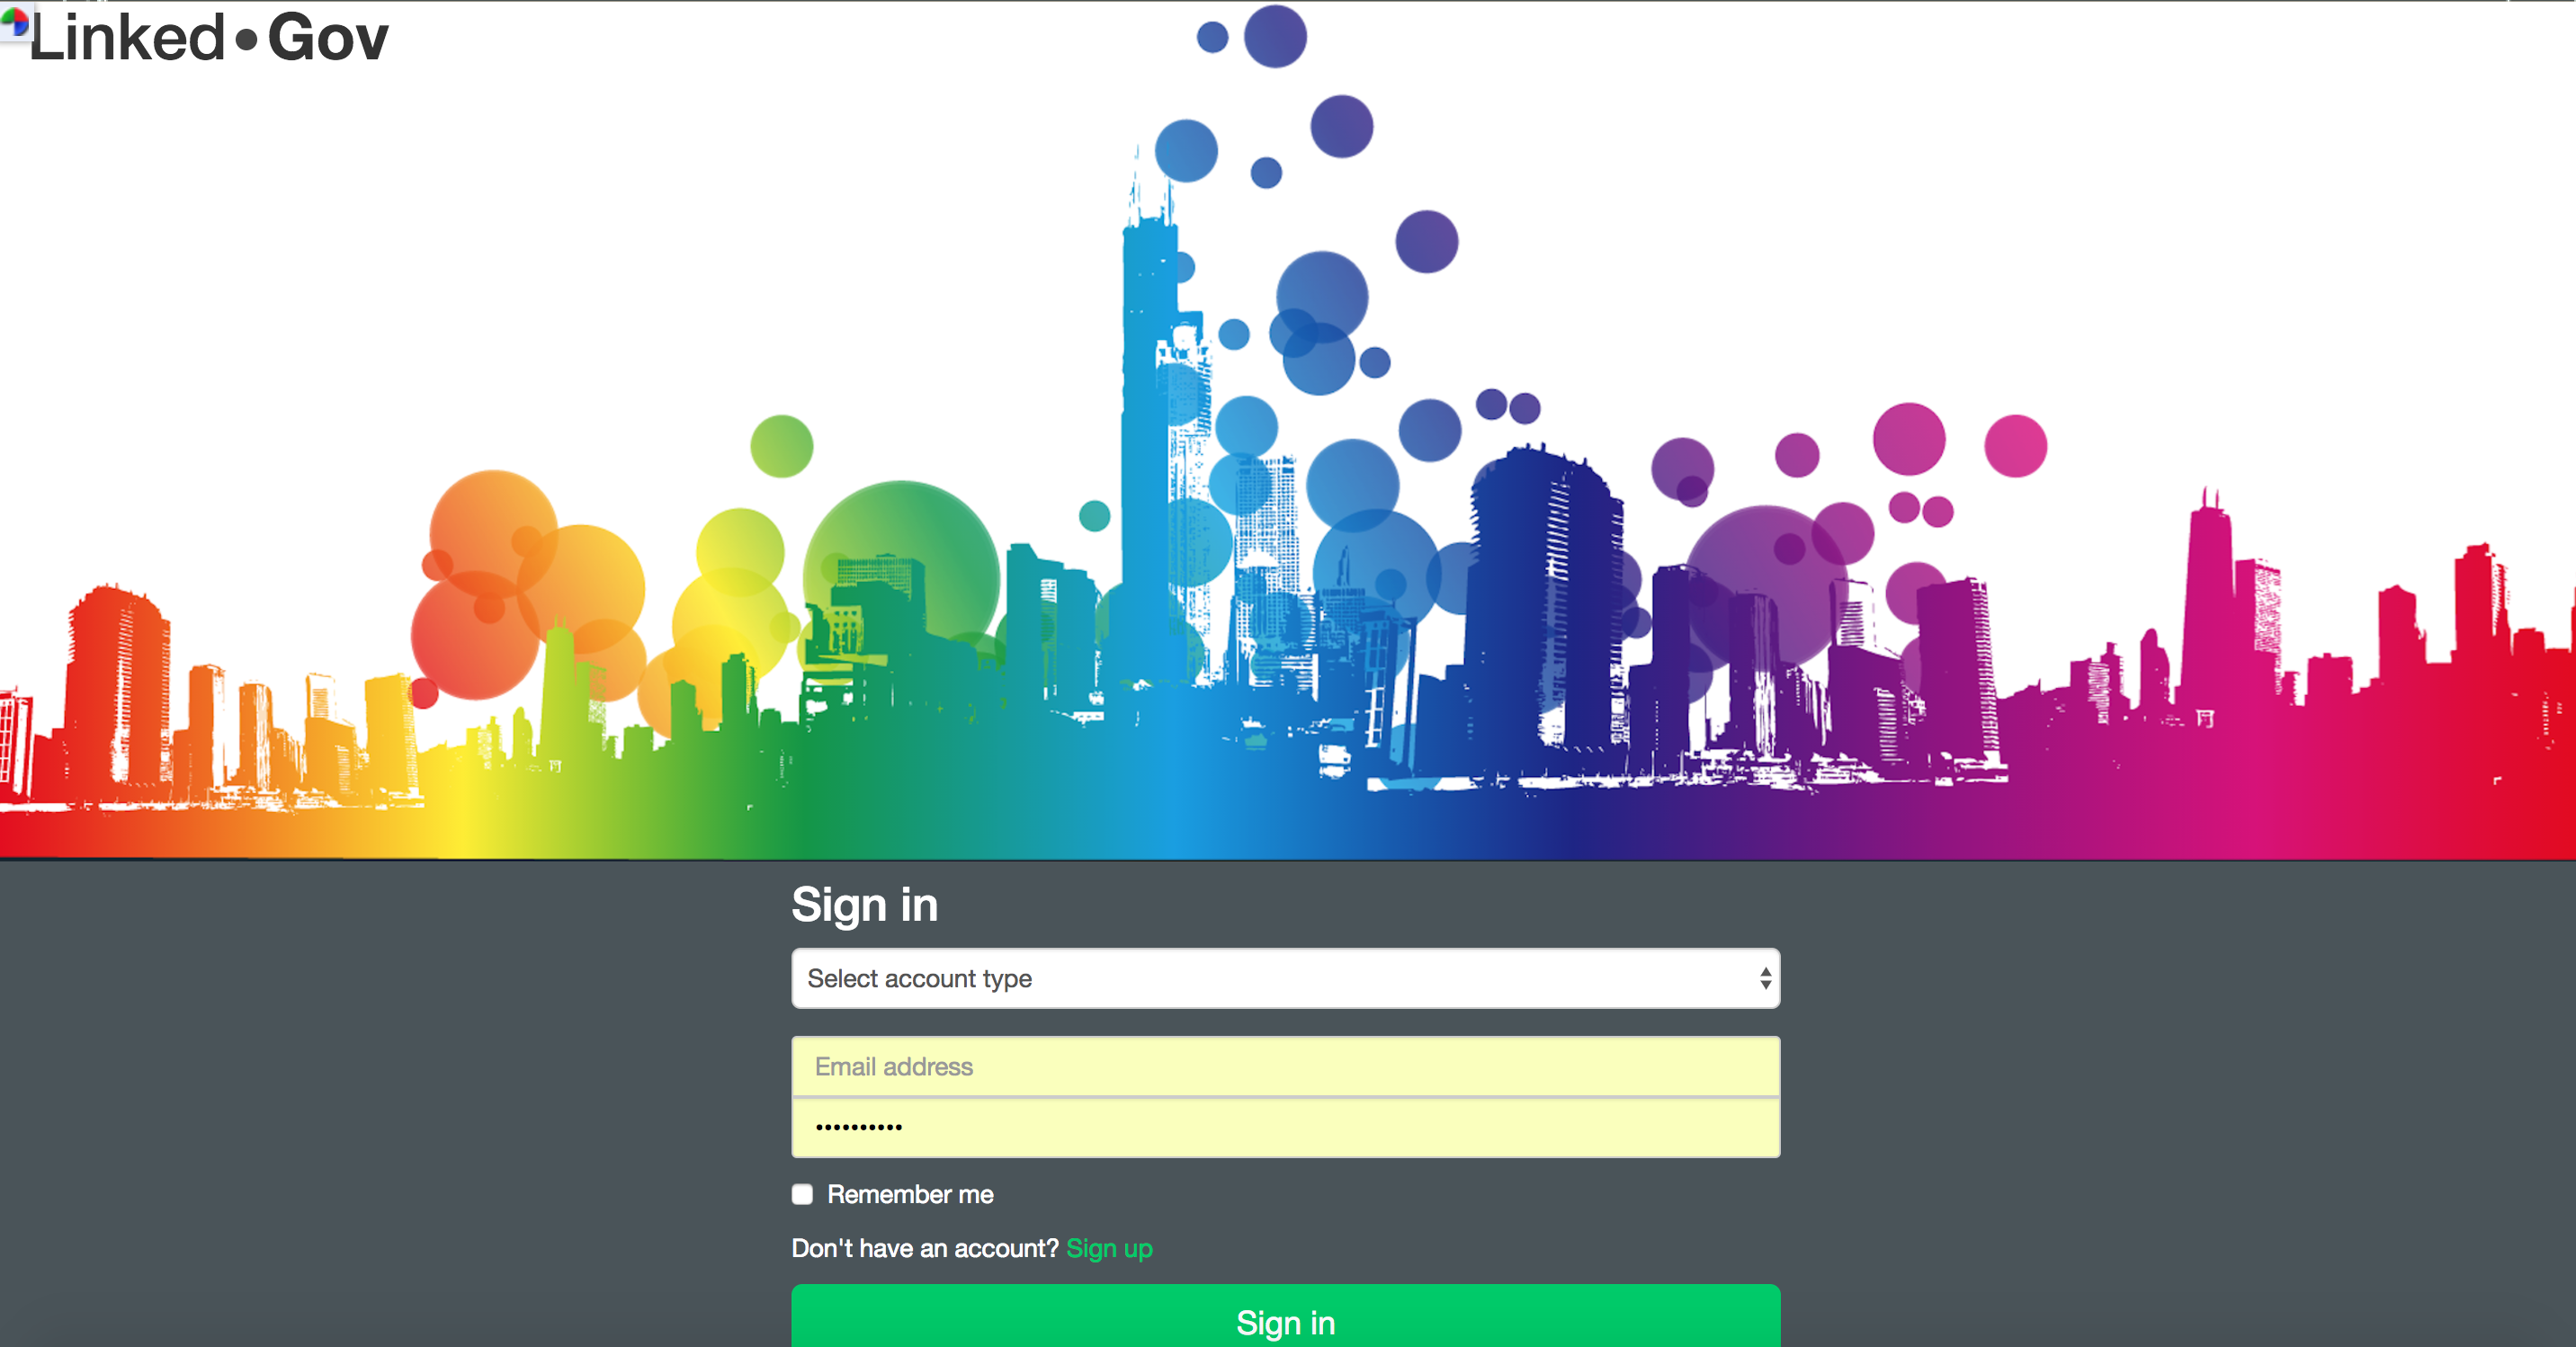 Linked•Gov
Sign in
Select account type
Email address
••••••••••
Remember me
Don't have an account? Sign up
Sign in